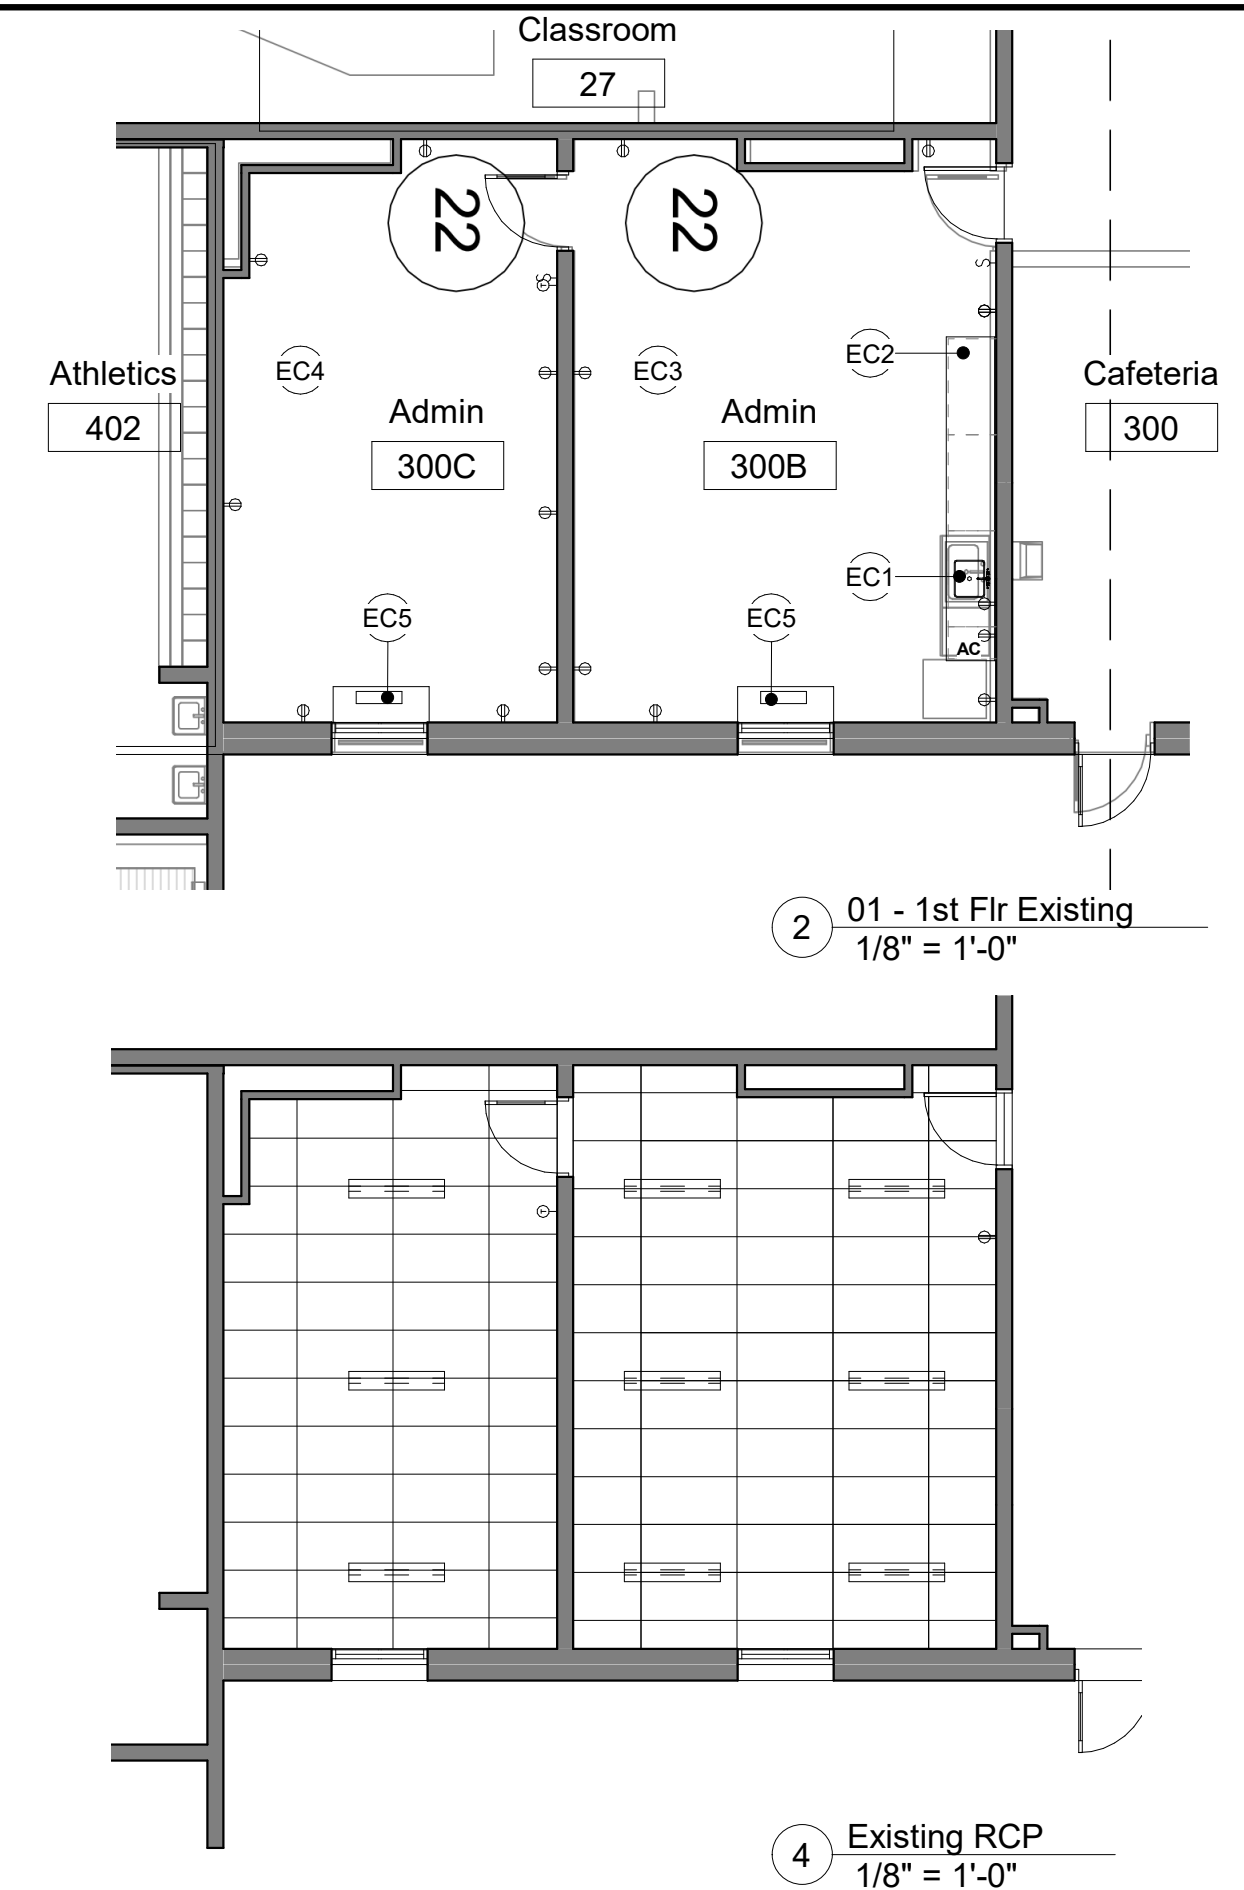 Classroom
27
22
22
S
S
EC4
EC3
EC2
Athletics
402
Admin
300C
Admin
300B
Cafeteria
300
EC1
EC5
EC5
AC
2
01 - 1st Flr Existing
1/8" = 1'-0"
4
Existing RCP
1/8" = 1'-0"